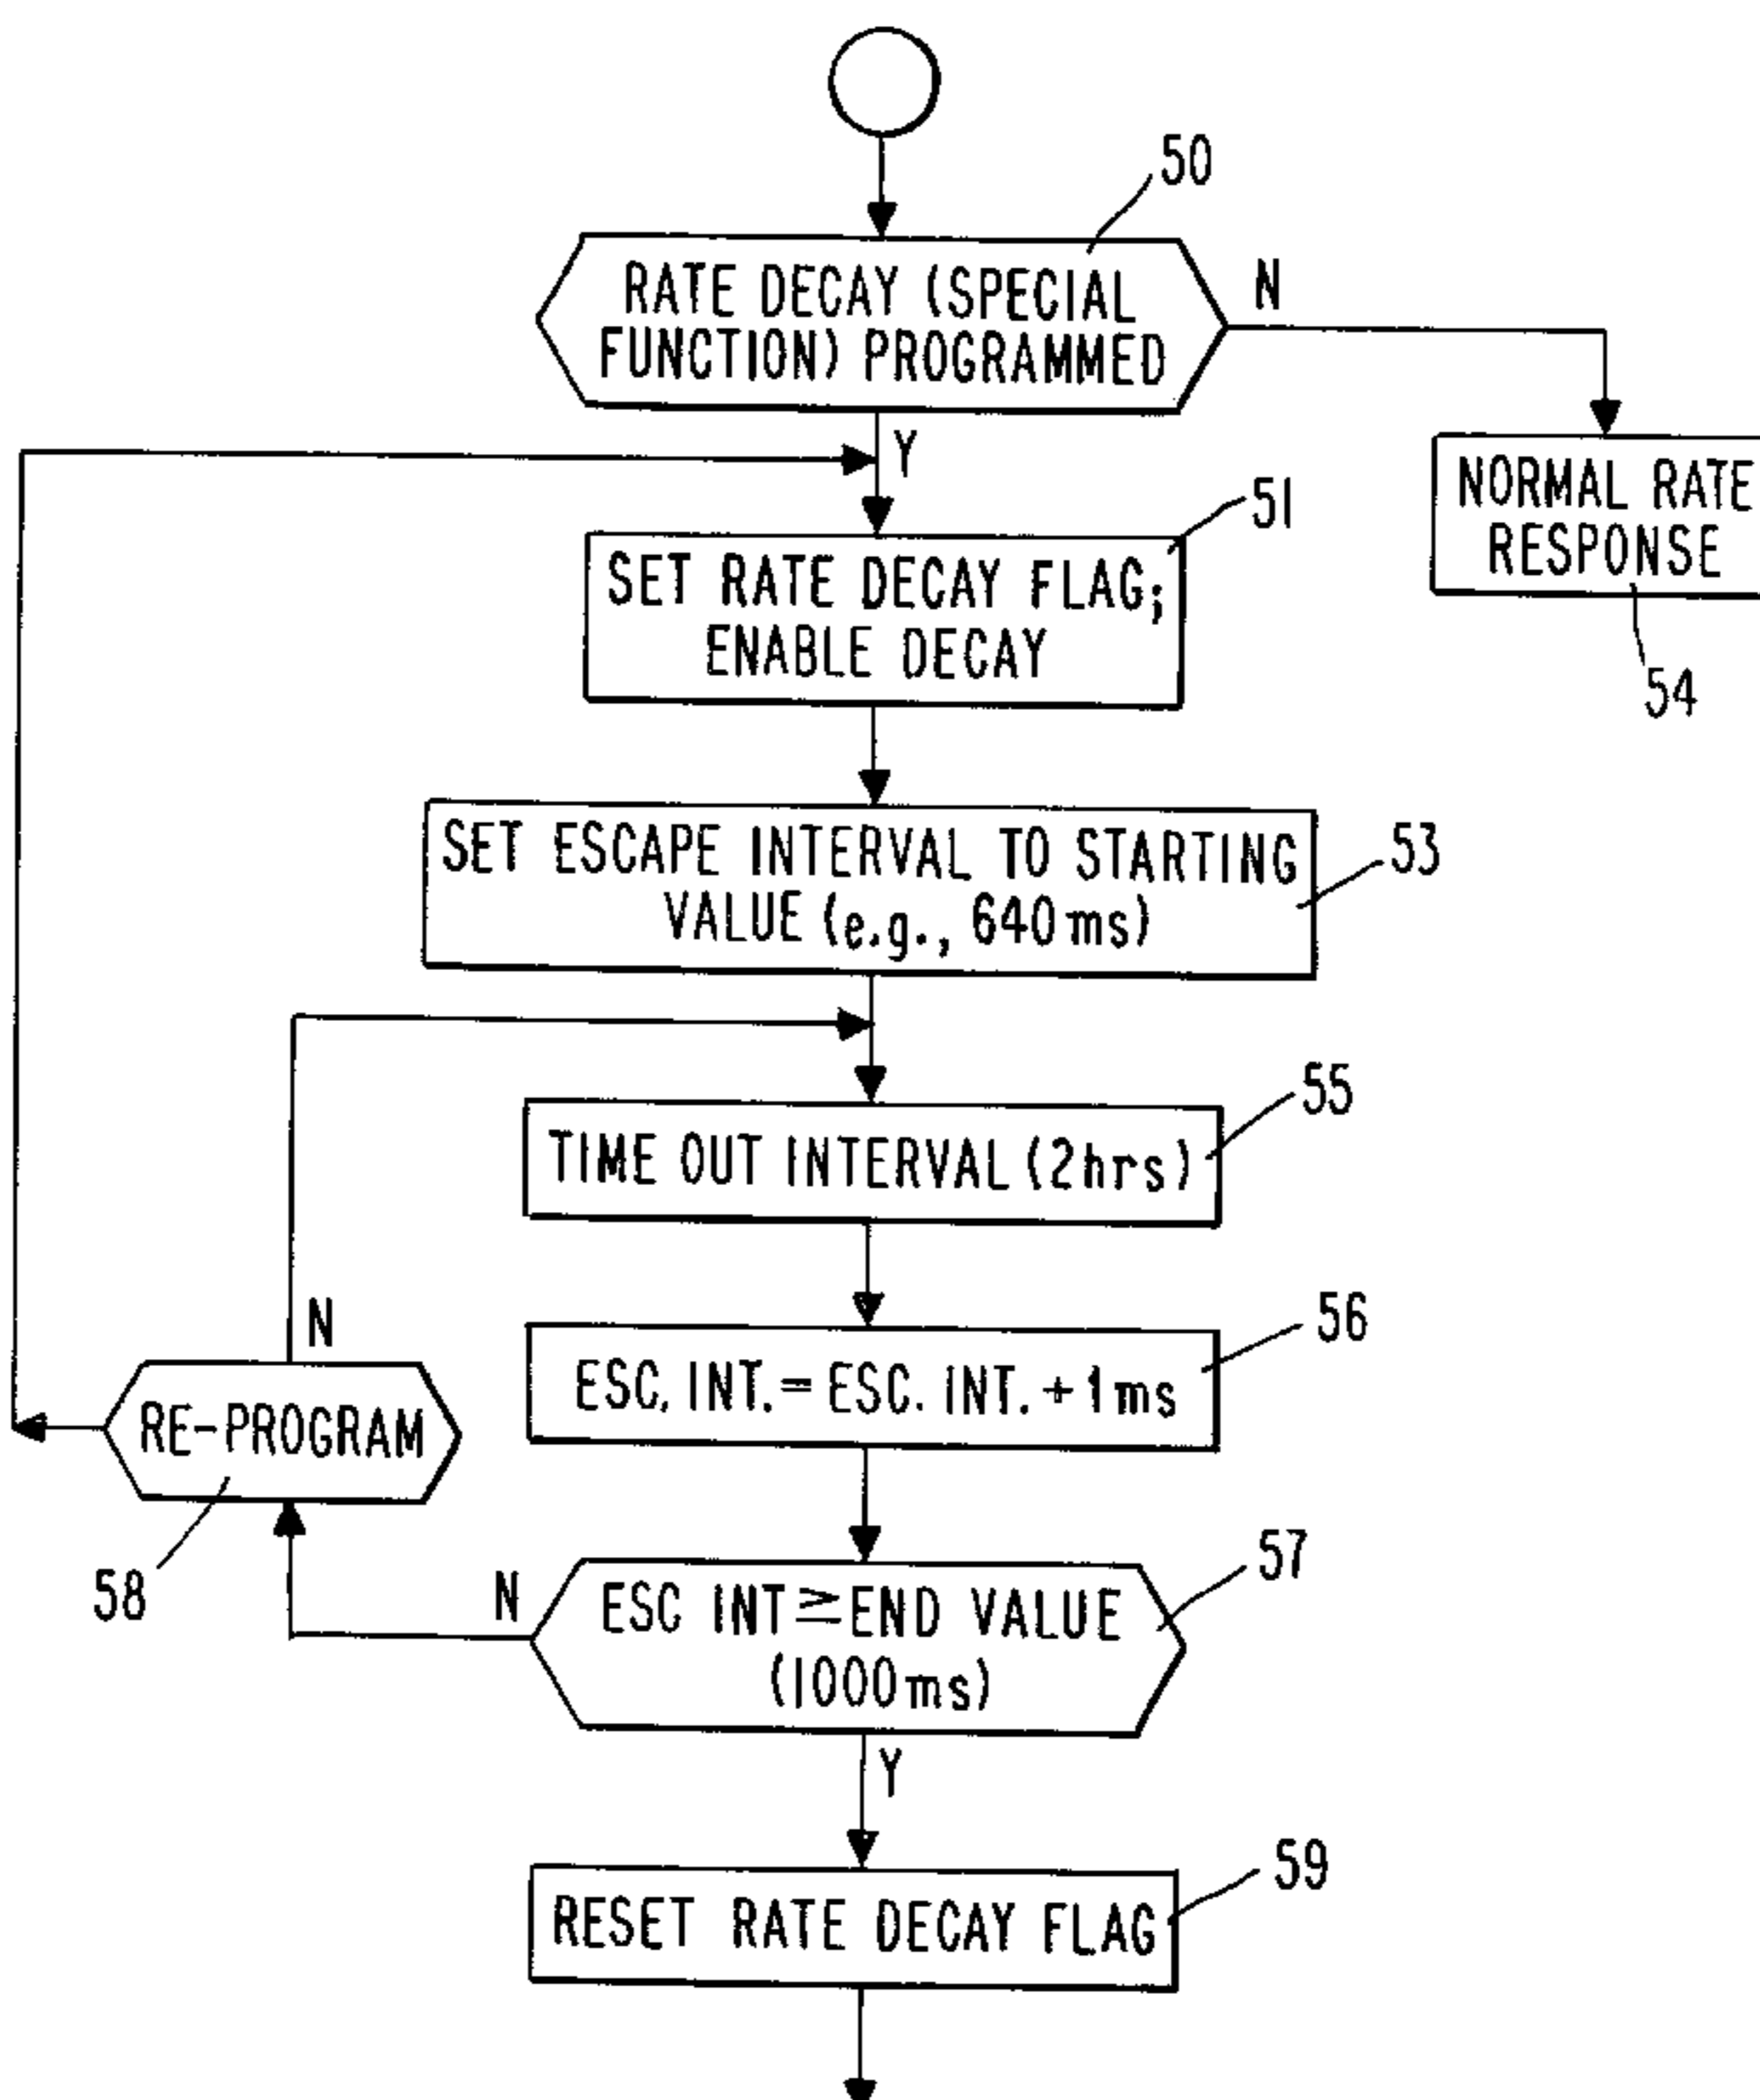 50
RATE DECAY (SPECIAL
FUNCTION) PROGRAMMED
N
Y
NORMAL RATE
RESPONSE
54
51
SET RATE DECAY FLAG;
ENABLE DECAY
53
SET ESCAPE INTERVAL TO STARTING
VALUE (e.g., 640 ms)
55
TIME OUT INTERVAL (2hrs)
56
ESC. INT. = ESC. INT. + 1 ms
N
RE-PROGRAM
58
57
N
ESC INT ≥ END VALUE
(1000 ms)
Y
59
RESET RATE DECAY FLAG